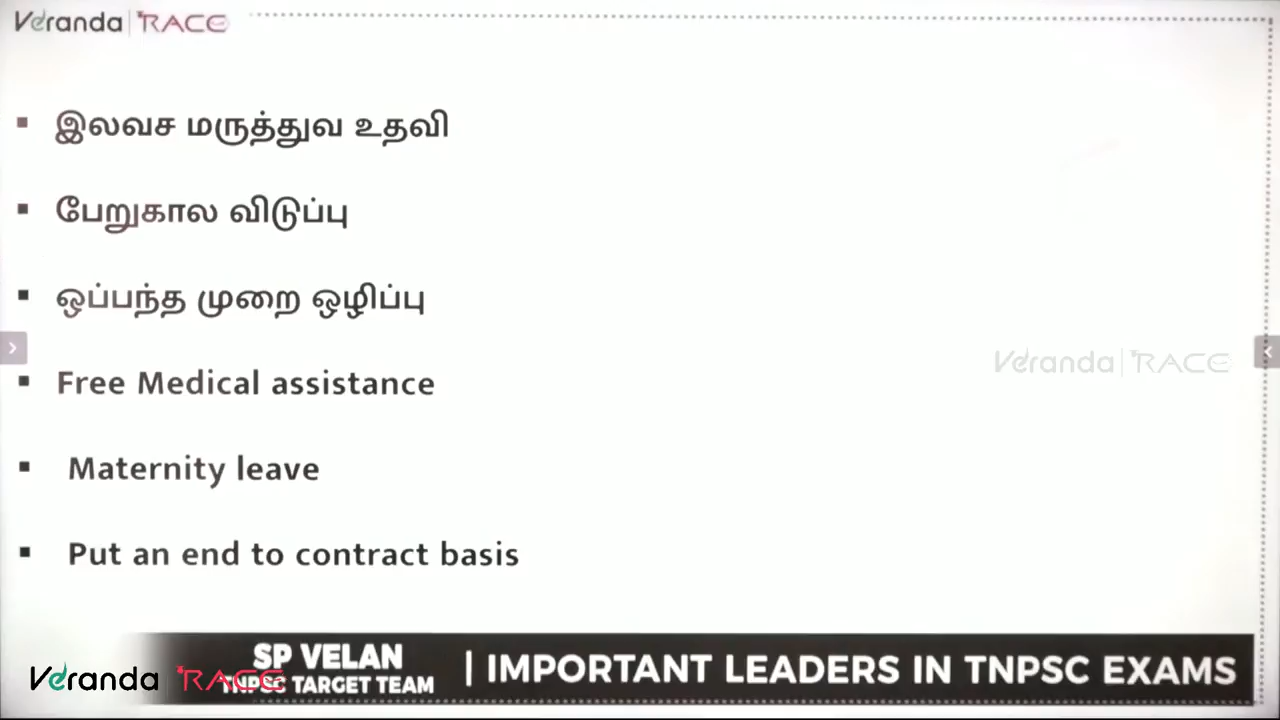 Veranda RACE
இலவச மருத்துவ உதவி
பேறுகால விடுப்பு
ஒப்பந்த முறை ஒழிப்பு
Free Medical assistance
Veranda RACE
Maternity leave
Put an end to contract basis
SP VELAN
TNPSC TARGET TEAM
IMPORTANT LEADERS IN TNPSC EXAMS
Veranda RACE